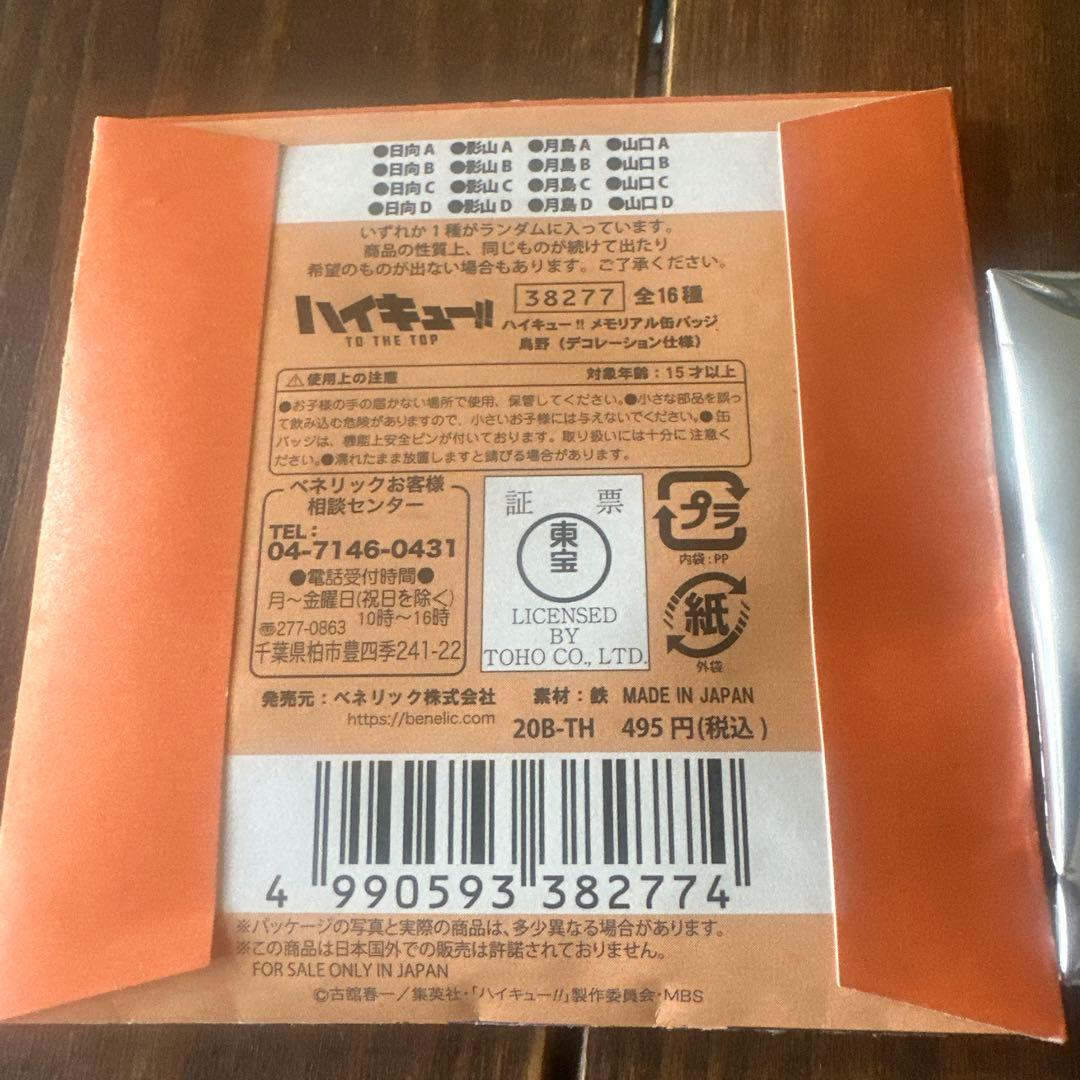 ●日向A ●影山A ●月島A ●山口A
●日向B ●影山B ●月島B ●山口B
●日向C ●影山C ●月島C ●山口C
●日向D ●影山D ●月島D ●山口D
いずれか1種がランダムに入っています。
商品の性質上、同じものが続けて出たり
希望のものが出ない場合もあります。ご了承ください。
ハイキュー!!
TO THE TOP
38277 全16種
ハイキュー!! メモリアル缶バッジ
烏野(デコレーション仕様)
⚠使用上の注意 対象年齢:15才以上
●お子様の手の届かない場所で使用、保管してください。●小さな部品を誤っ
て飲み込む危険がありますので、小さいお子様には与えないでください。●缶
バッジは、機能上安全ピンが付いております。取り扱いには十分に注意く
ださい。●濡れたまま放置しますと錆びる場合があります。
ベネリックお客様
相談センター
TEL:
04-7146-0431
●電話受付時間●
月〜金曜日(祝日を除く)
10時〜16時
〠277-0863
千葉県柏市豊四季241-22
証 票
東宝
LICENSED
BY
TOHO CO., LTD.
プラ
内袋:PP
紙
外袋
発売元:ベネリック株式会社 素材:鉄 MADE IN JAPAN
https://benelic.com
20B-TH 495円(税込)
4 990593 382774
※パッケージの写真と実際の商品は、多少異なる場合があります。
※この商品は日本国外での販売は許諾されておりません。
FOR SALE ONLY IN JAPAN
©古舘春一/集英社・「ハイキュー!!」製作委員会・MBS